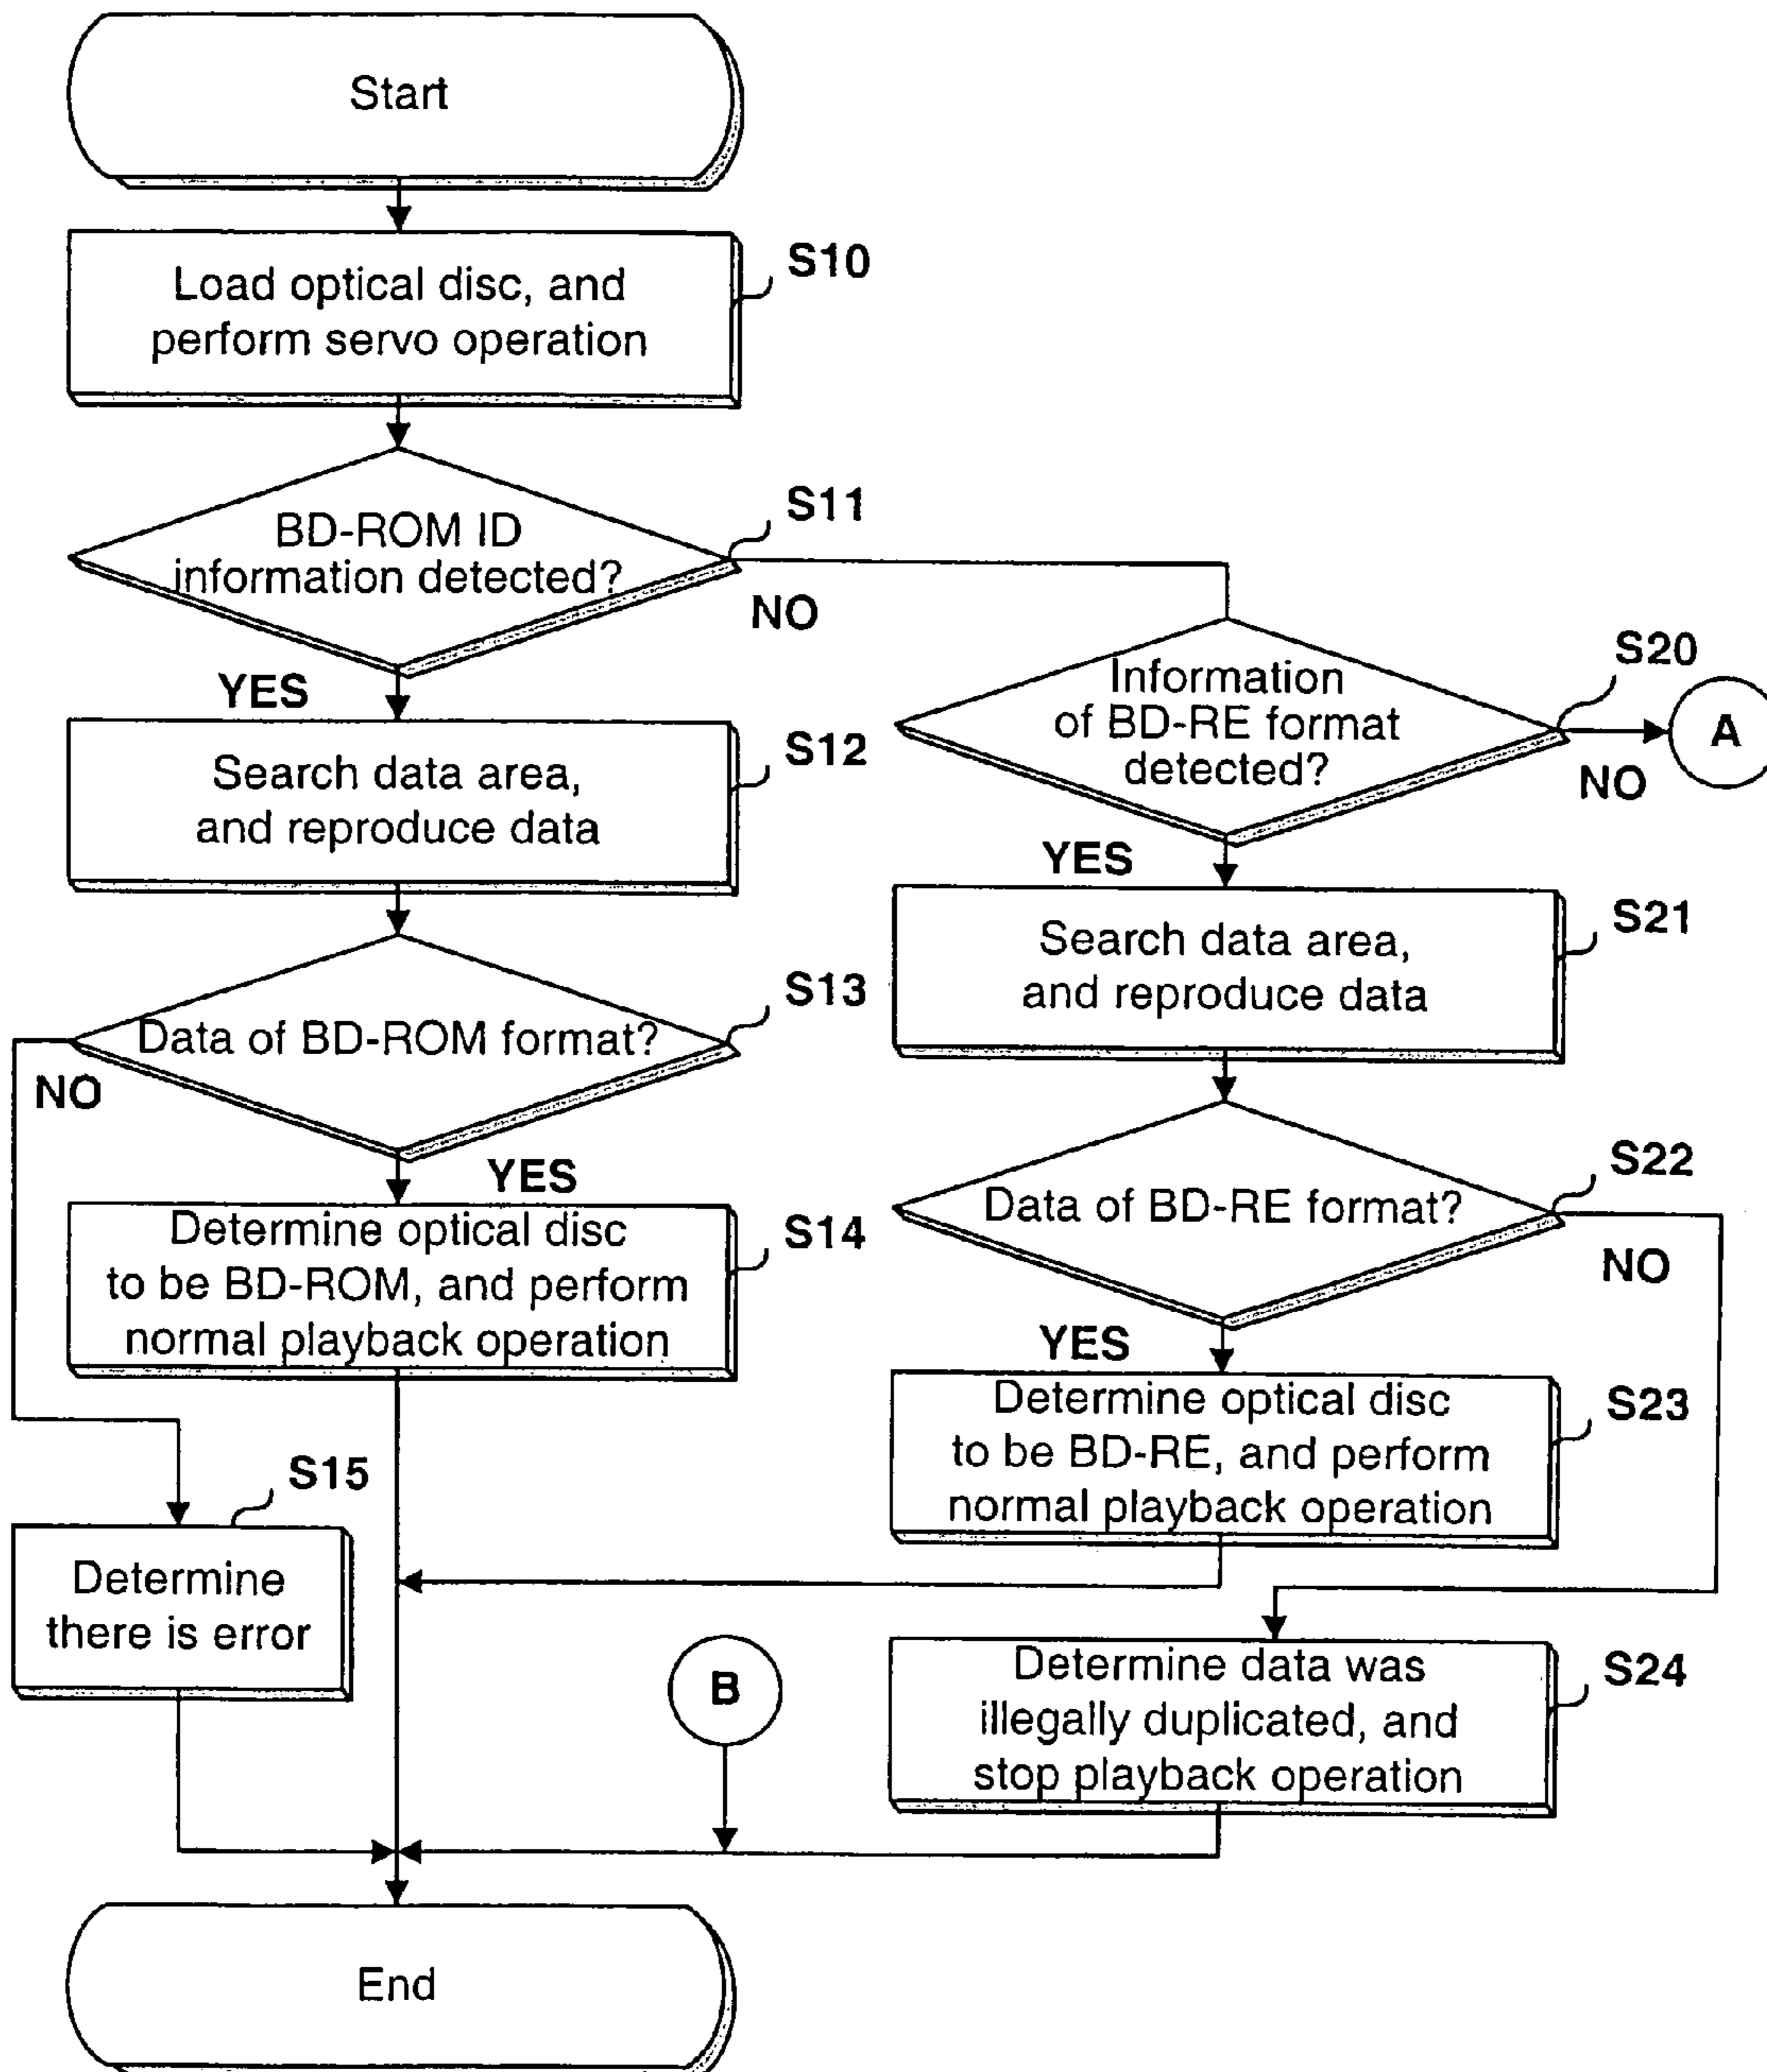 Start
S10
Load optical disc, and
perform servo operation
S11
BD-ROM ID
information detected?
NO
YES
S20
Information
of BD-RE format
detected?
A
NO
YES
S12
Search data area,
and reproduce data
S21
Search data area,
and reproduce data
S13
Data of BD-ROM format?
NO
YES
S22
Data of BD-RE format?
NO
YES
S14
Determine optical disc
to be BD-ROM, and perform
normal playback operation
S23
Determine optical disc
to be BD-RE, and perform
normal playback operation
S15
Determine
there is error
B
S24
Determine data was
illegally duplicated, and
stop playback operation
End